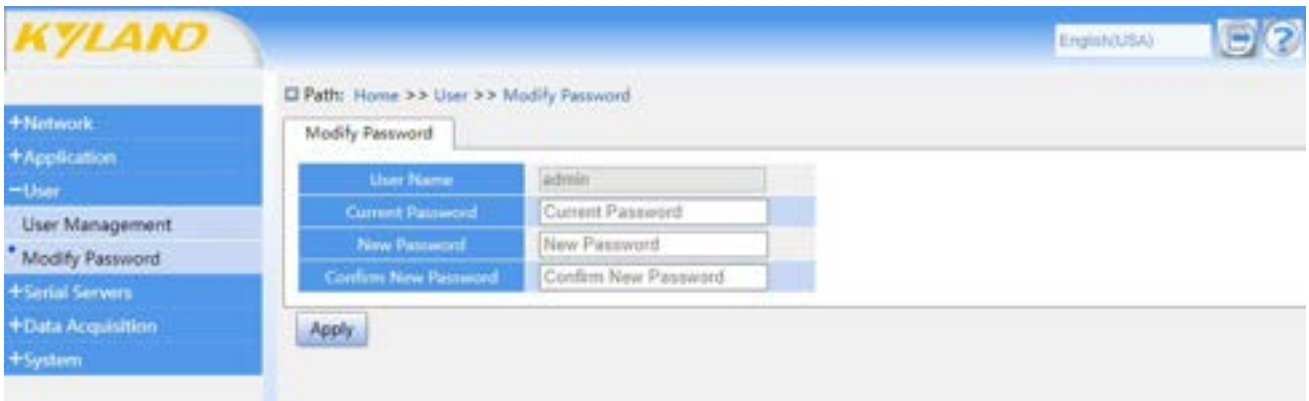 KYLAND
English(USA)
Path: Home >> User >> Modify Password
+Network
+Application
−User
User Management
Modify Password
+Serial Servers
+Data Acquisition
+System
Modify Password
User Name admin
Current Password Current Password
New Password New Password
Confirm New Password Confirm New Password
Apply